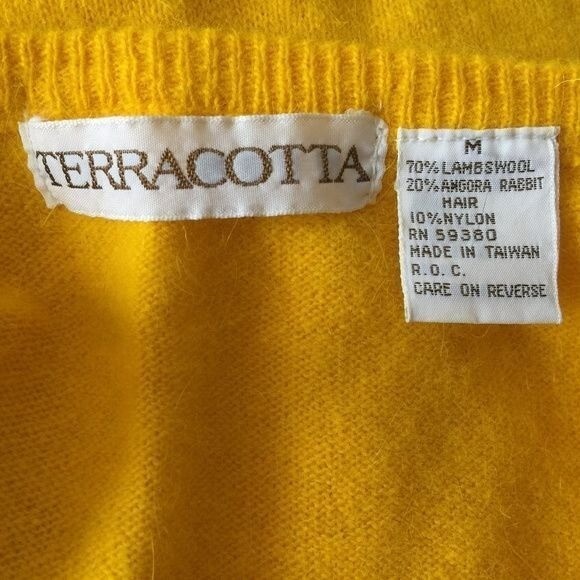 TERRACOTTA
M
70% LAMBSWOOL
20% ANGORA RABBIT
HAIR
10% NYLON
RN 59380
MADE IN TAIWAN
R.O.C.
CARE ON REVERSE